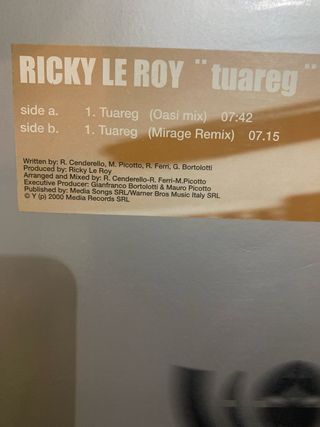 RICKY LE ROY ¨tuareg¨
side a. 1. Tuareg (Oasi mix) 07:42
side b. 1. Tuareg (Mirage Remix) 07.15
Written by: R. Cenderello, M. Picotto, R. Ferri, G. Bortolotti
Produced by: Ricky Le Roy
Arranged and Mixed by: R. Cenderello-R. Ferri-M.Picotto
Executive Producer: Gianfranco Bortolotti & Mauro Picotto
Published by: Media Songs SRL/Warner Bros Music Italy SRL
© Y (p) 2000 Media Records SRL